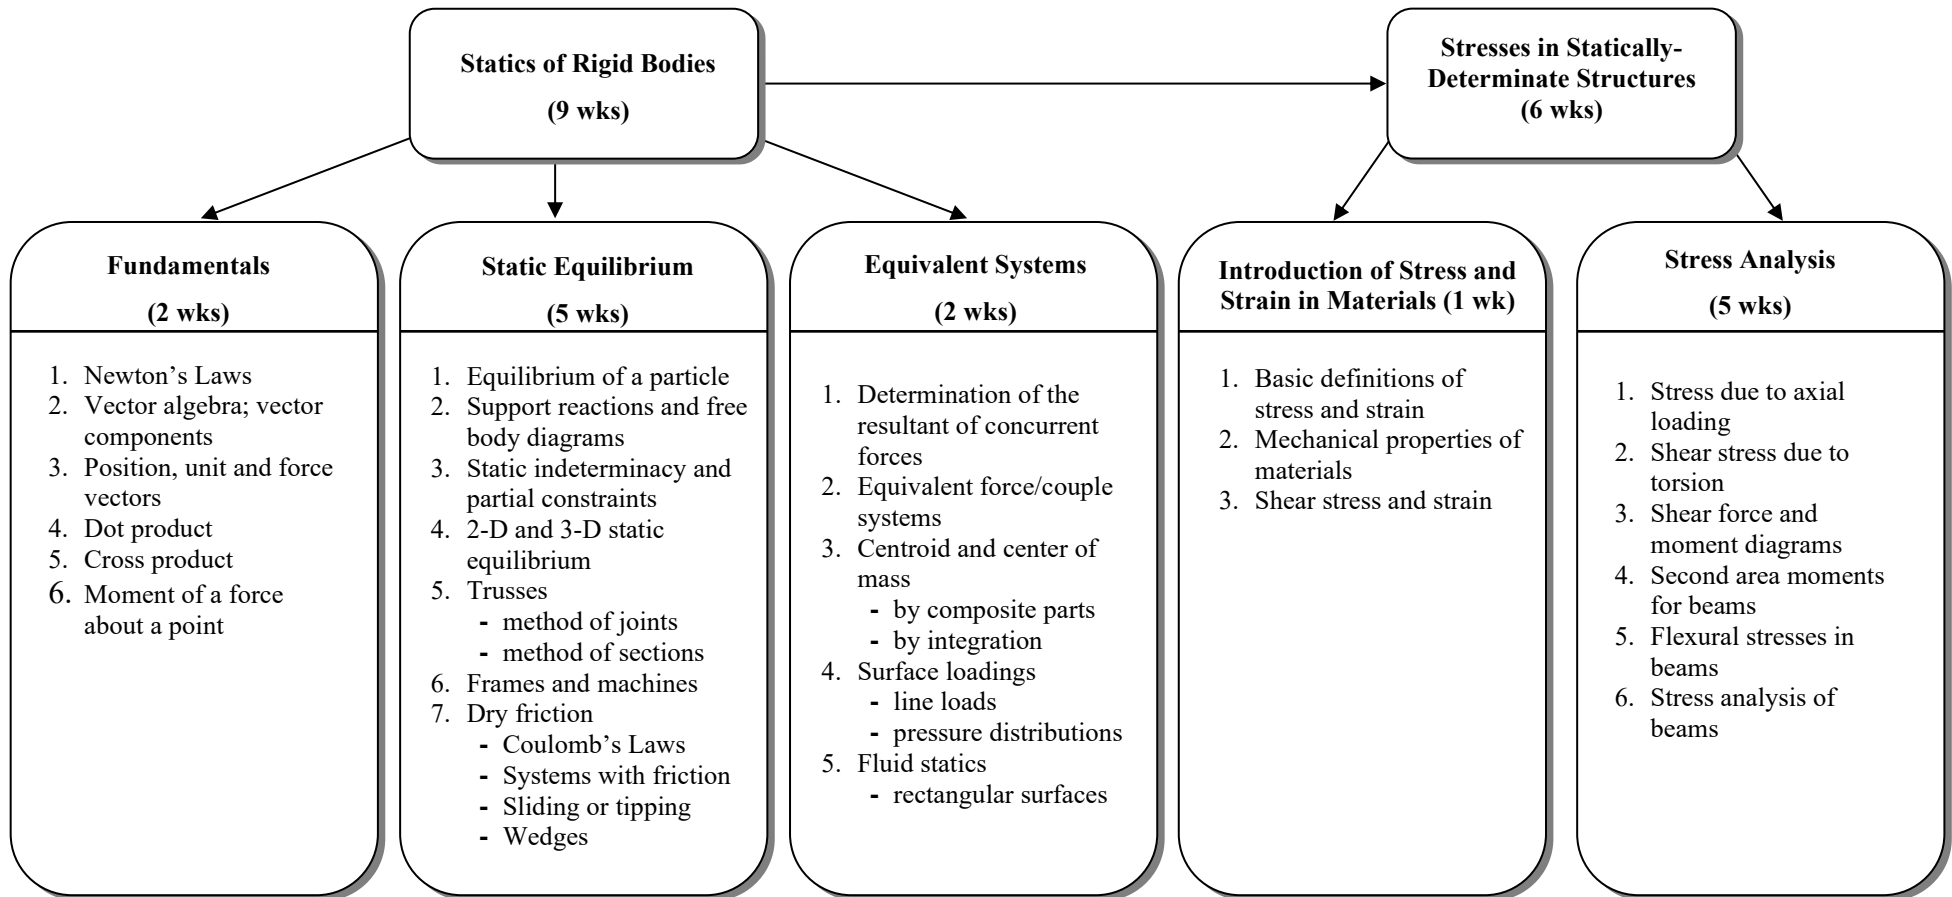 Statics of Rigid Bodies
(9 wks)
Stresses in Statically-
Determinate Structures
(6 wks)
Fundamentals
(2 wks)
1. Newton’s Laws
2. Vector algebra; vector
components
3. Position, unit and force
vectors
4. Dot product
5. Cross product
6. Moment of a force
about a point
Static Equilibrium
(5 wks)
1. Equilibrium of a particle
2. Support reactions and free
body diagrams
3. Static indeterminacy and
partial constraints
4. 2-D and 3-D static
equilibrium
5. Trusses
- method of joints
- method of sections
6. Frames and machines
7. Dry friction
- Coulomb’s Laws
- Systems with friction
- Sliding or tipping
- Wedges
Equivalent Systems
(2 wks)
1. Determination of the
resultant of concurrent
forces
2. Equivalent force/couple
systems
3. Centroid and center of
mass
- by composite parts
- by integration
4. Surface loadings
- line loads
- pressure distributions
5. Fluid statics
- rectangular surfaces
Introduction of Stress and
Strain in Materials (1 wk)
1. Basic definitions of
stress and strain
2. Mechanical properties of
materials
3. Shear stress and strain
Stress Analysis
(5 wks)
1. Stress due to axial
loading
2. Shear stress due to
torsion
3. Shear force and
moment diagrams
4. Second area moments
for beams
5. Flexural stresses in
beams
6. Stress analysis of
beams